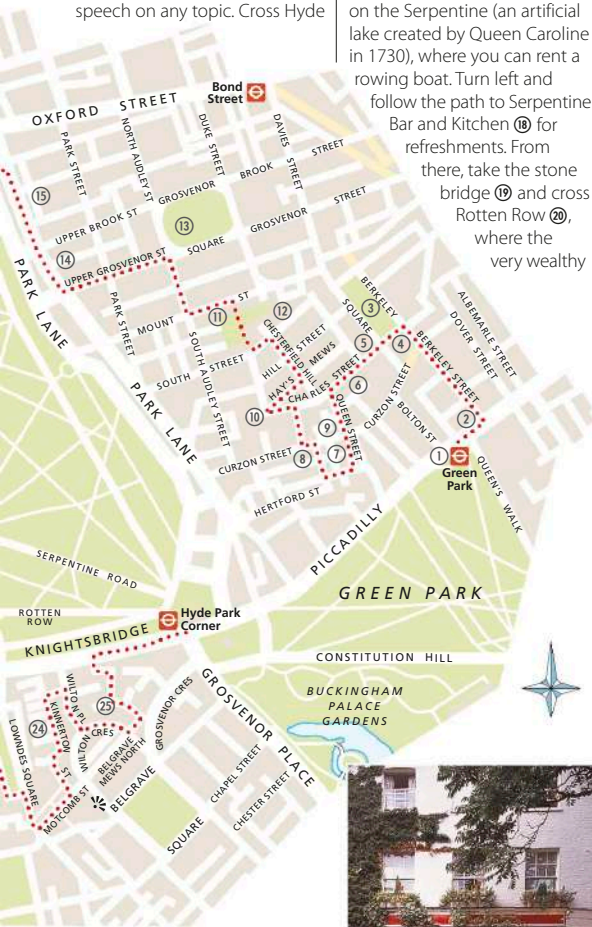 speech on any topic. Cross Hyde
on the Serpentine (an artificial
lake created by Queen Caroline
in 1730), where you can rent a
rowing boat. Turn left and
follow the path to Serpentine
Bar and Kitchen ⑱ for
refreshments. From
there, take the stone
bridge ⑲ and cross
Rotten Row ⑳,
where the
very wealthy
Bond
Street
OXFORD STREET
PARK STREET
NORTH AUDLEY ST
DUKE STREET
DAVIES STREET
BROOK STREET
GROSVENOR
UPPER BROOK ST
⑮
⑬
GROSVENOR STREET
SQUARE
⑭
UPPER GROSVENOR ST
PARK LANE
PARK STREET
MOUNT ST
⑪
⑫
SOUTH STREET
SOUTH AUDLEY STREET
CHESTERFIELD HILL
HILL STREET
HAY'S MEWS
CHARLES STREET
BERKELEY
SQUARE
③
⑤
④
⑥
ALBEMARLE STREET
DOVER STREET
BERKELEY STREET
②
CURZON STREET
BOLTON ST
QUEEN STREET
⑩
⑨
⑧
⑦
CURZON STREET
HERTFORD ST
PARK LANE
①
Green
Park
QUEEN'S WALK
PICCADILLY
GREEN PARK
SERPENTINE ROAD
ROTTEN
ROW
Hyde Park
Corner
KNIGHTSBRIDGE
CONSTITUTION HILL
BUCKINGHAM
PALACE
GARDENS
GROSVENOR PLACE
GROSVENOR CRES
WILTON PL
㉕
㉔
KINNERTON ST
WILTON CRES
BELGRAVE
MEWS NORTH
LOWNDES SQUARE
MOTCOMB ST
BELGRAVE
SQUARE
CHAPEL STREET
CHESTER STREET